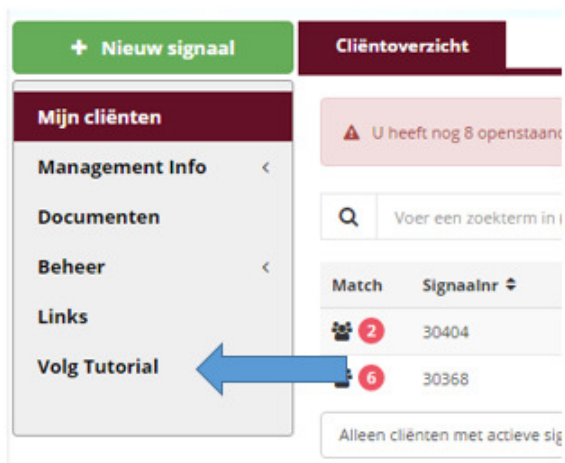 + Nieuw signaal
Cliëntoverzicht
Mijn cliënten
Management Info <
Documenten
Beheer <
Links
Volg Tutorial
U heeft nog 8 openstaand
Voer een zoekterm in
Match Signaalnr
2 30404
6 30368
Alleen cliënten met actieve sig